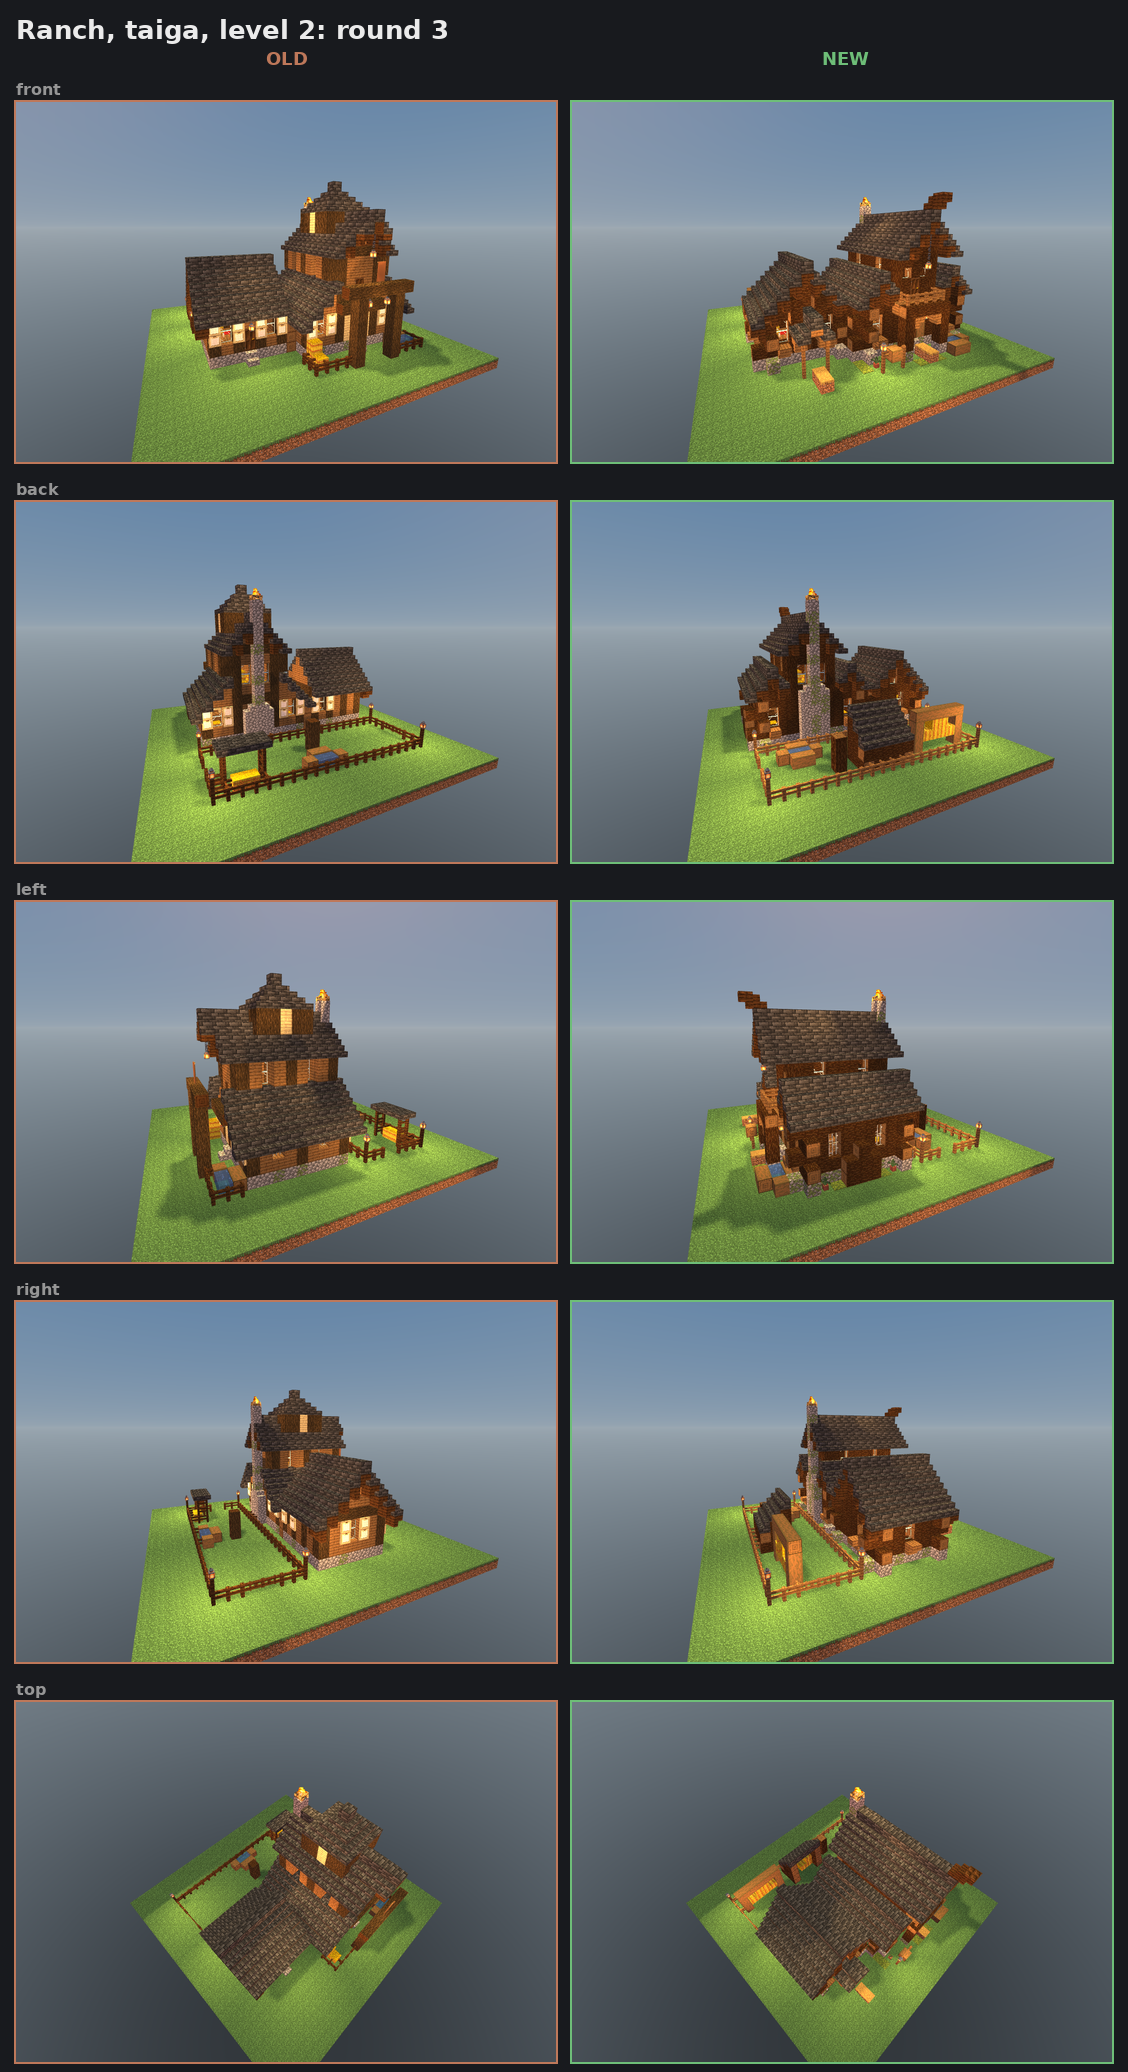 Ranch, taiga, level 2: round 3
OLD
NEW
front
back
left
right
top